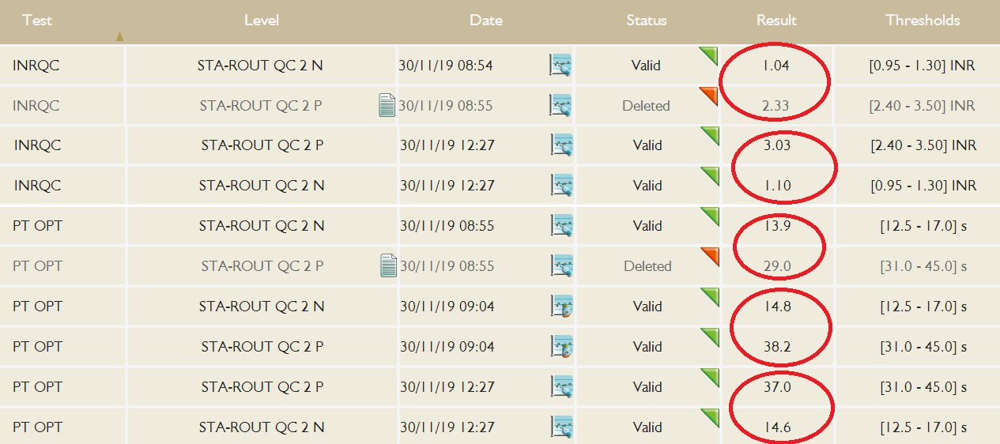 Test Level Date Status Result Thresholds
INRQC STA-ROUT QC 2 N 30/11/19 08:54 Valid 1.04 [0.95 - 1.30] INR
INRQC STA-ROUT QC 2 P 30/11/19 08:55 Deleted 2.33 [2.40 - 3.50] INR
INRQC STA-ROUT QC 2 P 30/11/19 12:27 Valid 3.03 [2.40 - 3.50] INR
INRQC STA-ROUT QC 2 N 30/11/19 12:27 Valid 1.10 [0.95 - 1.30] INR
PT OPT STA-ROUT QC 2 N 30/11/19 08:55 Valid 13.9 [12.5 - 17.0] s
PT OPT STA-ROUT QC 2 P 30/11/19 08:55 Deleted 29.0 [31.0 - 45.0] s
PT OPT STA-ROUT QC 2 N 30/11/19 09:04 Valid 14.8 [12.5 - 17.0] s
PT OPT STA-ROUT QC 2 P 30/11/19 09:04 Valid 38.2 [31.0 - 45.0] s
PT OPT STA-ROUT QC 2 P 30/11/19 12:27 Valid 37.0 [31.0 - 45.0] s
PT OPT STA-ROUT QC 2 N 30/11/19 12:27 Valid 14.6 [12.5 - 17.0] s